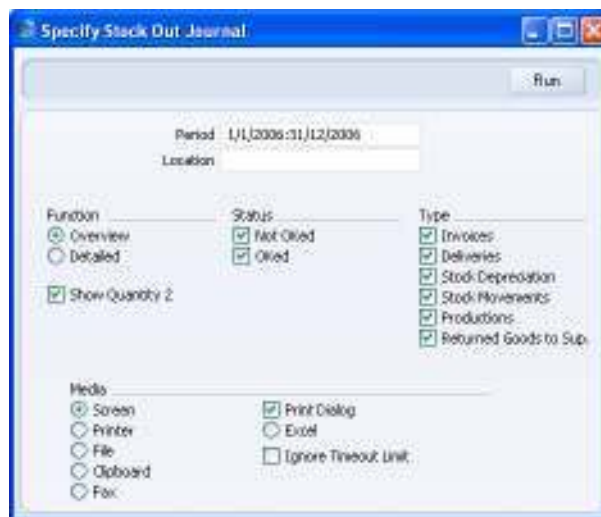 Specify Stock Out Journal
Run
Period 1/1/2006:31/12/2006
Location
Function
Overview
Detailed
Show Quantity 2
Status
Not OKed
OKed
Type
Invoices
Deliveries
Stock Depreciation
Stock Movements
Productions
Returned Goods to Sup.
Media
Screen
Printer
File
Clipboard
Fax
Print Dialog
Excel
Ignore Timeout Limit